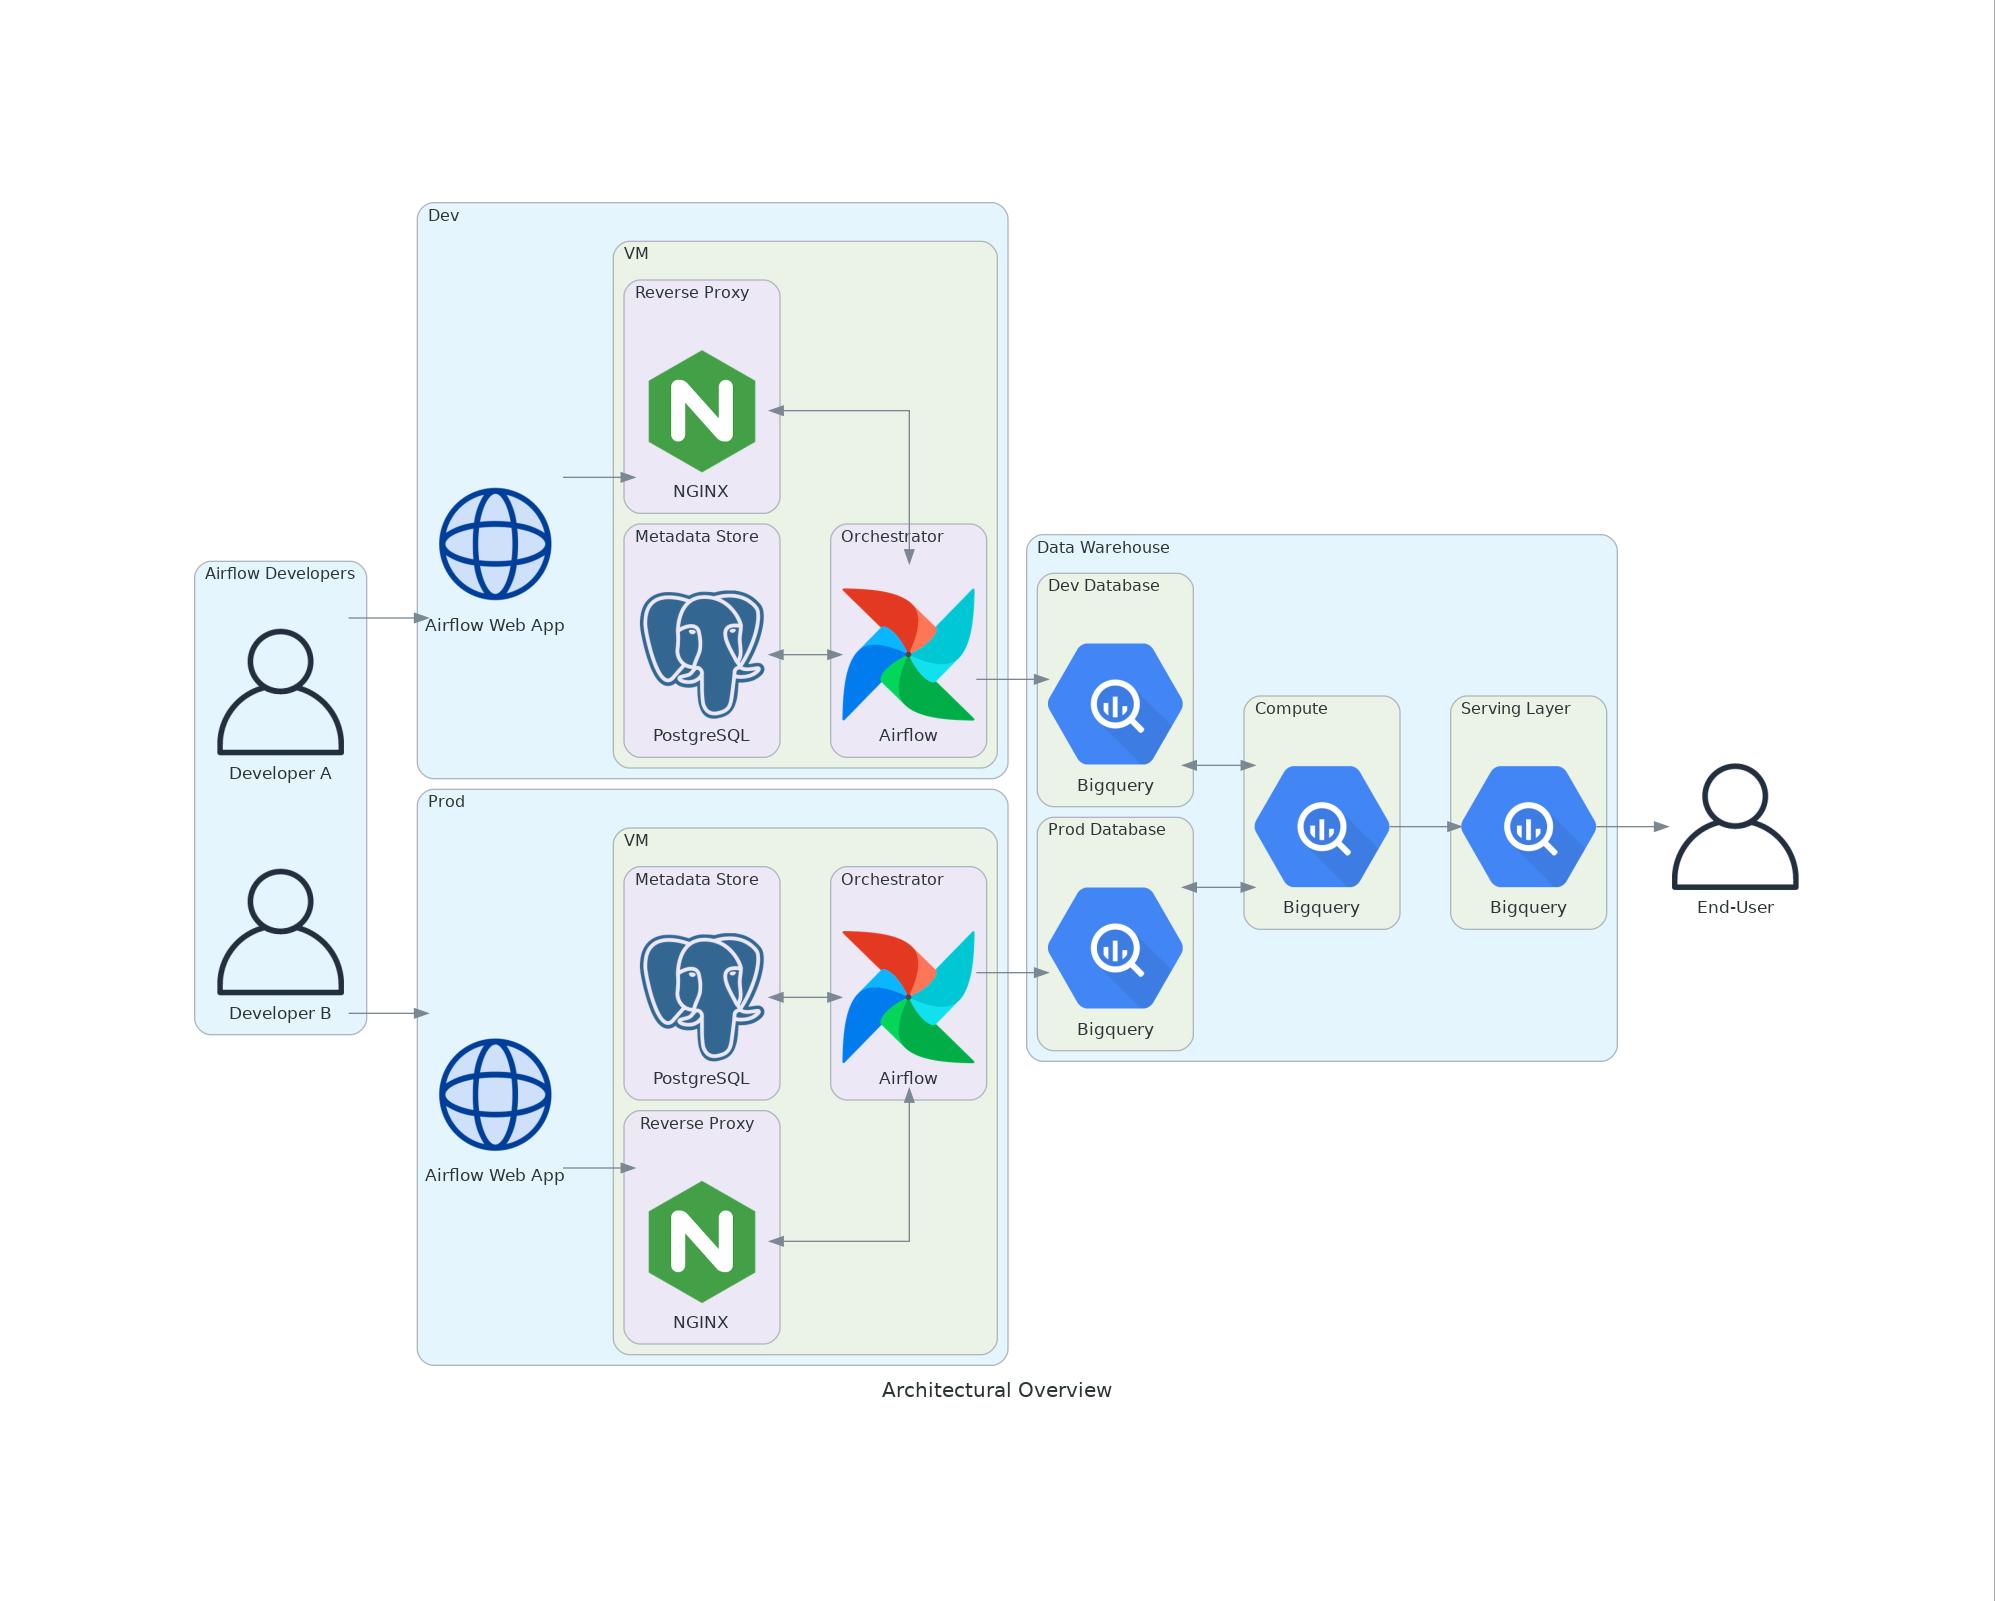 Dev
VM
Reverse Proxy
NGINX
Metadata Store
Orchestrator
Airflow Web App
PostgreSQL
Airflow
Airflow Developers
Developer A
Developer B
Prod
VM
Metadata Store
Orchestrator
PostgreSQL
Airflow
Reverse Proxy
Airflow Web App
NGINX
Data Warehouse
Dev Database
Bigquery
Prod Database
Bigquery
Compute
Bigquery
Serving Layer
Bigquery
End-User
Architectural Overview